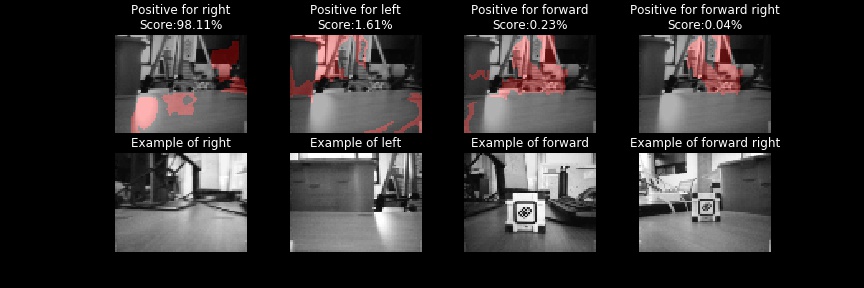 Positive for right
Score:98.11%
Positive for left
Score:1.61%
Positive for forward
Score:0.23%
Positive for forward right
Score:0.04%
Example of right
Example of left
Example of forward
Example of forward right